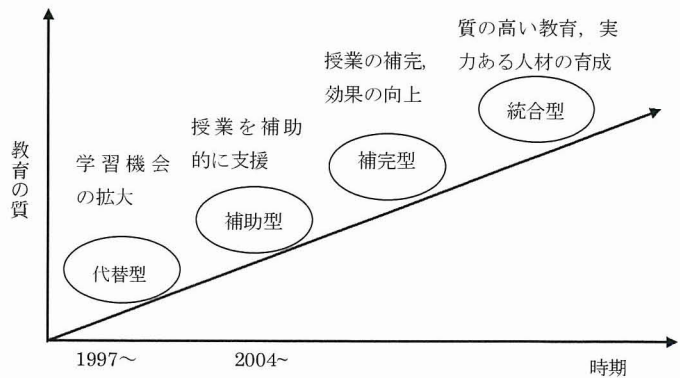 質の高い教育，実
力ある人材の育成
授業の補完，
効果の向上
統合型
授業を補助
的に支援
補完型
学習機会
の拡大
補助型
代替型
教育の質
1997～
2004~
時期